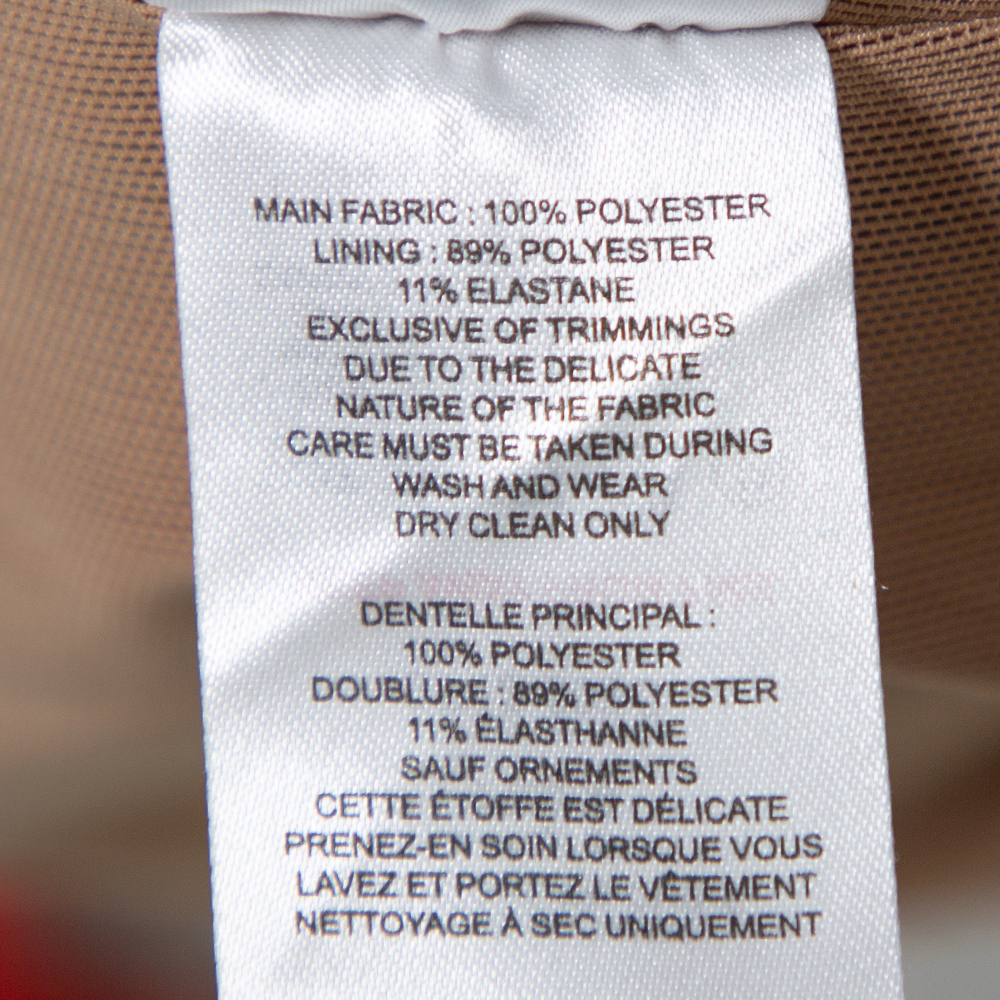 MAIN FABRIC : 100% POLYESTER
LINING : 89% POLYESTER
11% ELASTANE
EXCLUSIVE OF TRIMMINGS
DUE TO THE DELICATE
NATURE OF THE FABRIC
CARE MUST BE TAKEN DURING
WASH AND WEAR
DRY CLEAN ONLY
DENTELLE PRINCIPAL :
100% POLYESTER
DOUBLURE : 89% POLYESTER
11% ÉLASTHANNE
SAUF ORNEMENTS
CETTE ÉTOFFE EST DÉLICATE
PRENEZ-EN SOIN LORSQUE VOUS
LAVEZ ET PORTEZ LE VÊTEMENT
NETTOYAGE À SEC UNIQUEMENT